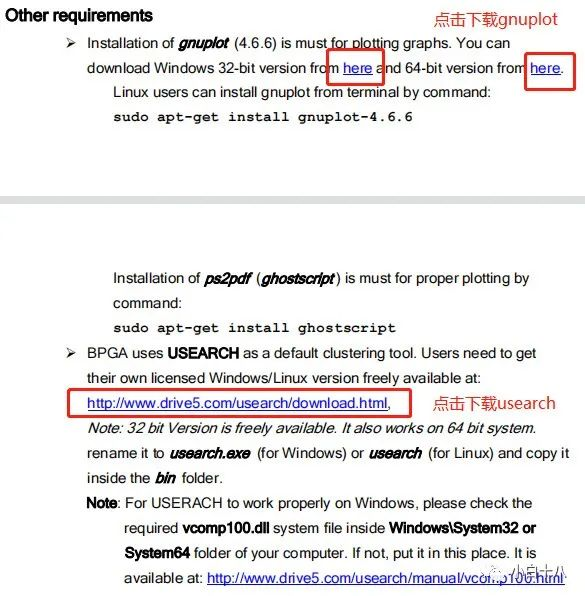 Other requirements
点击下载gnuplot
➢ Installation of gnuplot (4.6.6) is must for plotting graphs. You can
download Windows 32-bit version from here and 64-bit version from here.
Linux users can install gnuplot from terminal by command:
sudo apt-get install gnuplot-4.6.6
Installation of ps2pdf (ghostscript) is must for proper plotting by
command:
sudo apt-get install ghostscript
➢ BPGA uses USEARCH as a default clustering tool. Users need to get
their own licensed Windows/Linux version freely available at:
http://www.drive5.com/usearch/download.html,
点击下载usearch
Note: 32 bit Version is freely available. It also works on 64 bit system.
rename it to usearch.exe (for Windows) or usearch (for Linux) and copy it
inside the bin folder.
Note: For USERACH to work properly on Windows, please check the
required vcomp100.dll system file inside Windows\System32 or
System64 folder of your computer. If not, put it in this place. It is
available at: http://www.drive5.com/usearch/manual/vcomp100.html
小白十八